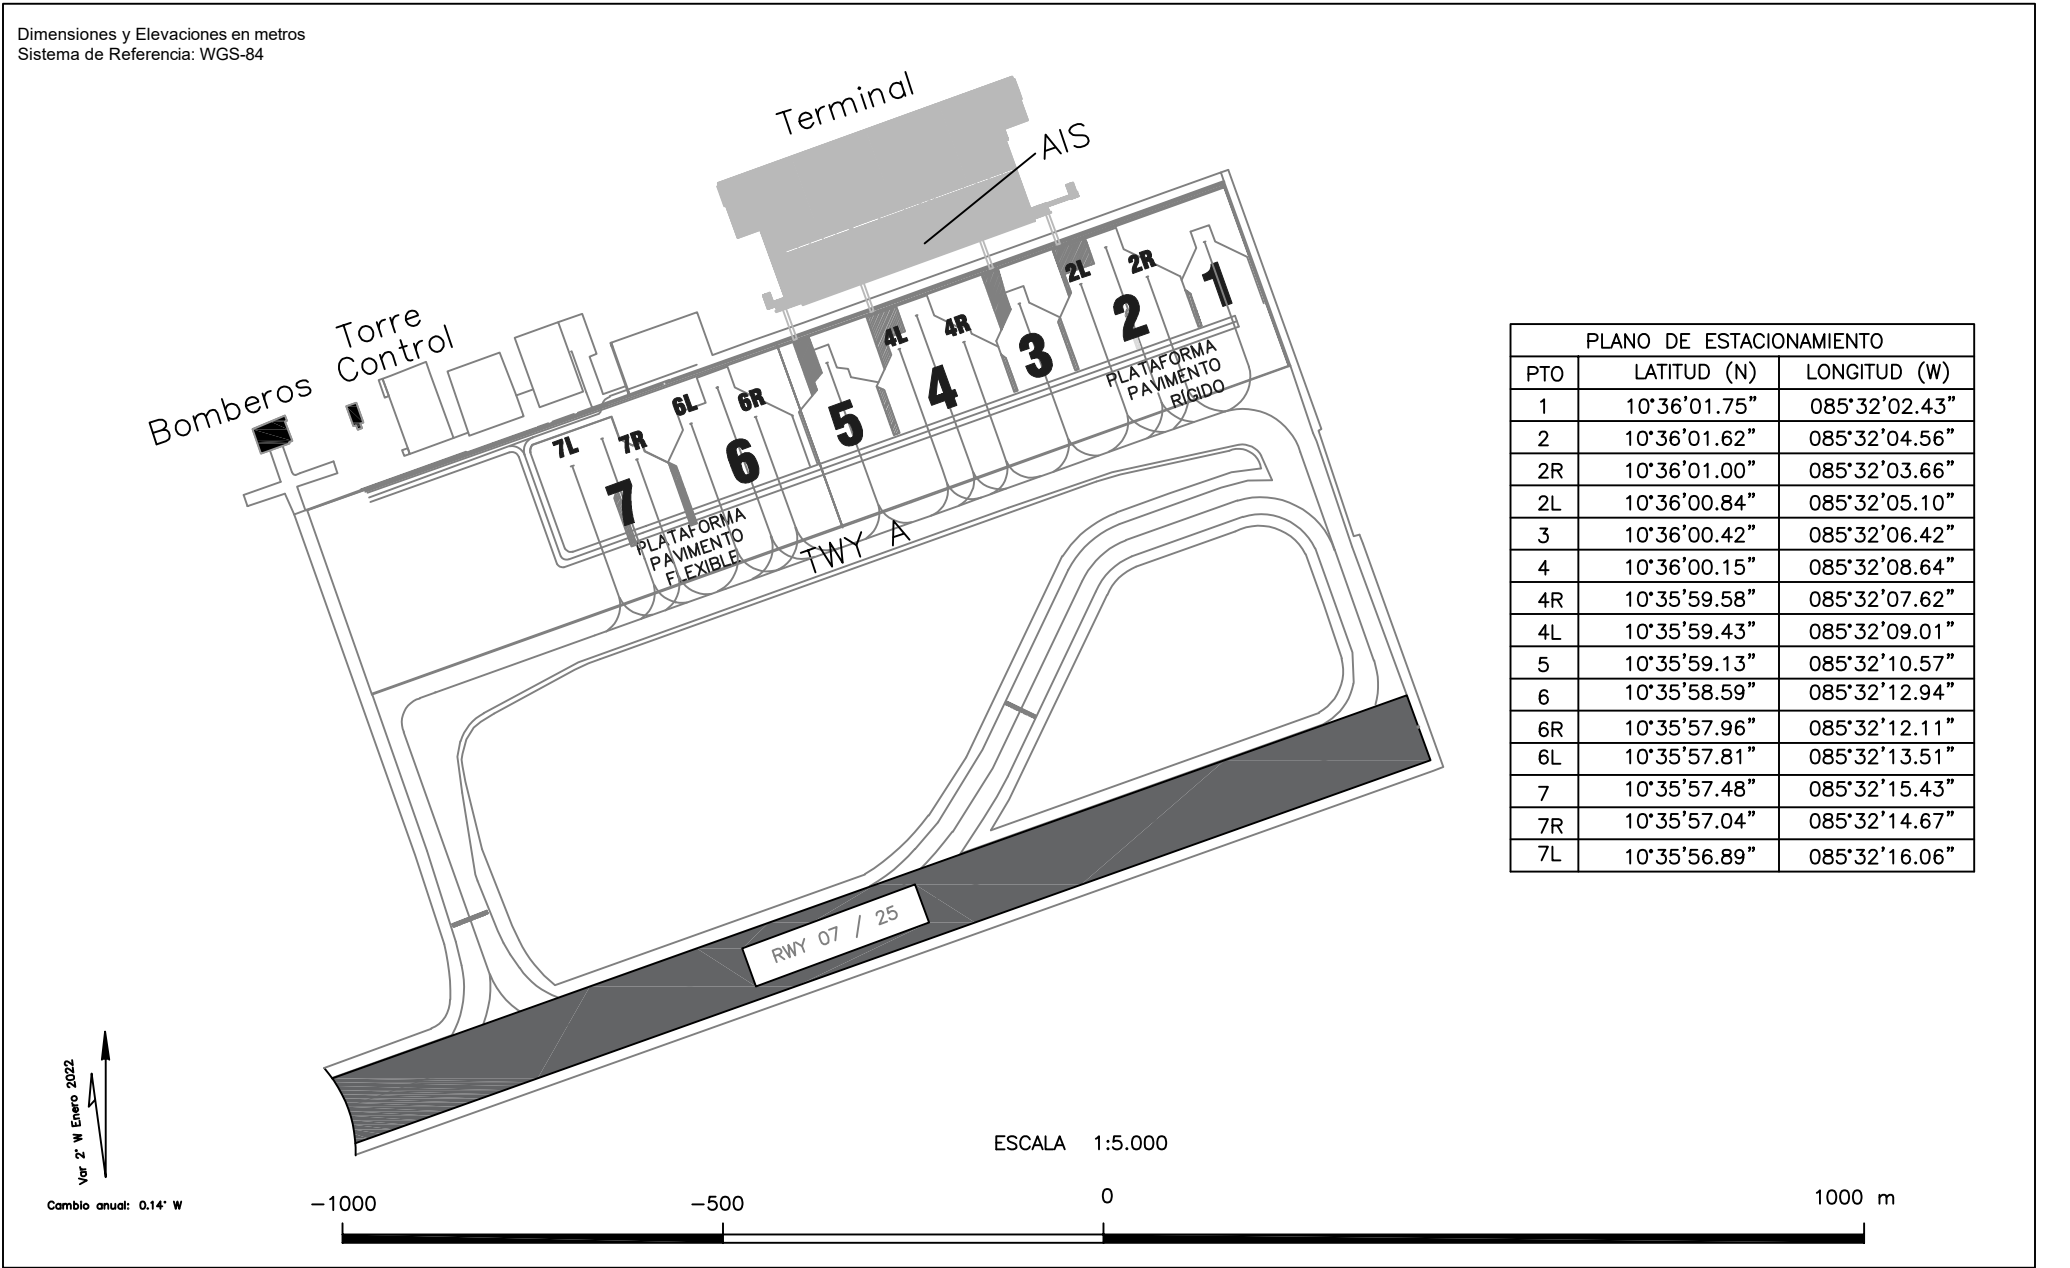 Dimensiones y Elevaciones en metros
Sistema de Referencia: WGS-84
Terminal
AIS
Torre
Control
Bomberos
2L
2R
1
2
4L
4R
3
4
6L
6R
5
7L
7R
6
7
PLATAFORMA
PAVIMENTO
RIGIDO
PLATAFORMA
PAVIMENTO
FLEXIBLE
TWY A
RWY 07 / 25
PLANO DE ESTACIONAMIENTO
PTO LATITUD (N) LONGITUD (W)
1 10°36'01.75" 085°32'02.43"
2 10°36'01.62" 085°32'04.56"
2R 10°36'01.00" 085°32'03.66"
2L 10°36'00.84" 085°32'05.10"
3 10°36'00.42" 085°32'06.42"
4 10°36'00.15" 085°32'08.64"
4R 10°35'59.58" 085°32'07.62"
4L 10°35'59.43" 085°32'09.01"
5 10°35'59.13" 085°32'10.57"
6 10°35'58.59" 085°32'12.94"
6R 10°35'57.96" 085°32'12.11"
6L 10°35'57.81" 085°32'13.51"
7 10°35'57.48" 085°32'15.43"
7R 10°35'57.04" 085°32'14.67"
7L 10°35'56.89" 085°32'16.06"
Var 2° W Enero 2022
Cambio anual: 0.14° W
ESCALA 1:5.000
-1000 -500 0 1000 m